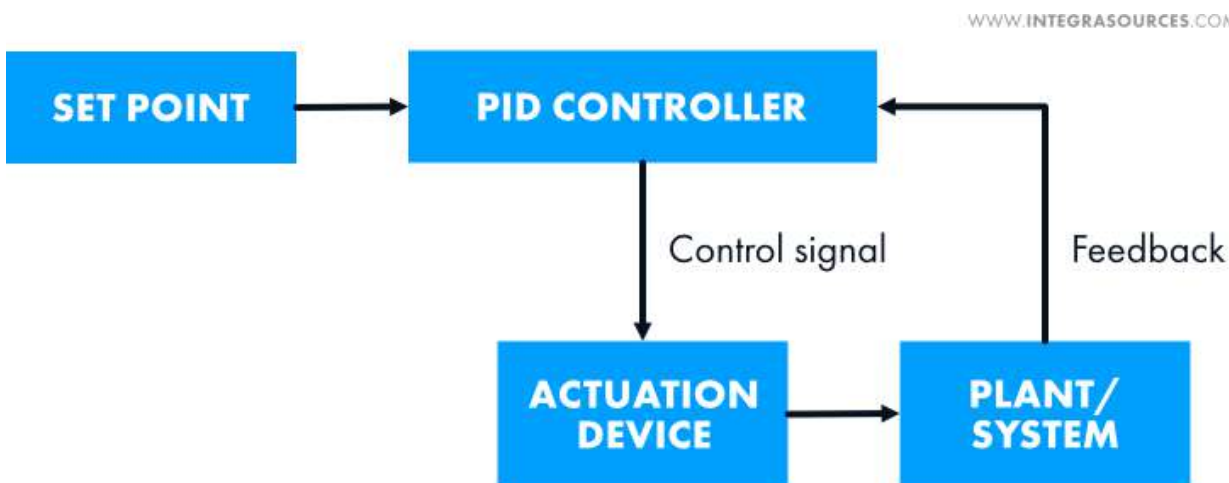 WWW.INTEGRASOURCES.COM
SET POINT
PID CONTROLLER
Control signal
Feedback
ACTUATION
DEVICE
PLANT/
SYSTEM